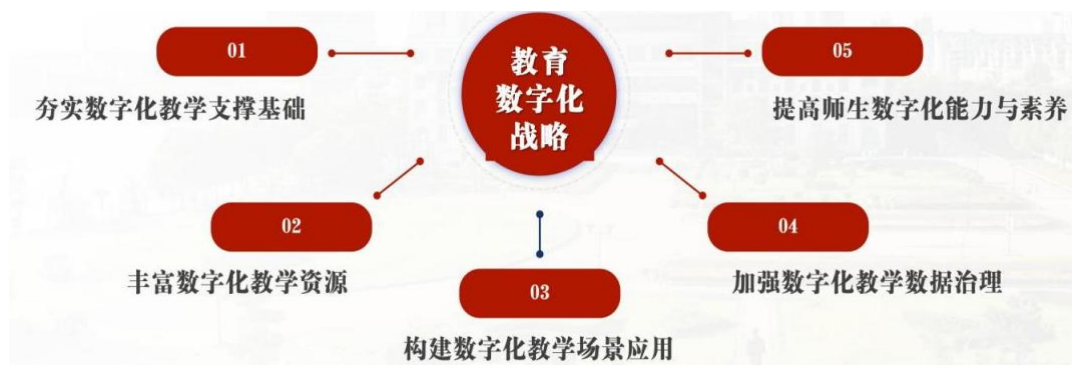 教育
数字化
战略
01
夯实数字化教学支撑基础
02
丰富数字化教学资源
03
构建数字化教学场景应用
04
加强数字化教学数据治理
05
提高师生数字化能力与素养